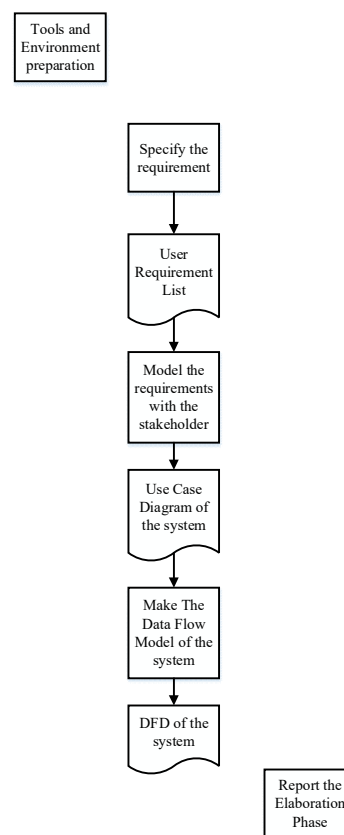 Tools and
Environment
preparation
Specify the
requirement
User
Requirement
List
Model the
requirements
with the
stakeholder
Use Case
Diagram of
the system
Make The
Data Flow
Model of the
system
DFD of the
system
Report the
Elaboration
Phase